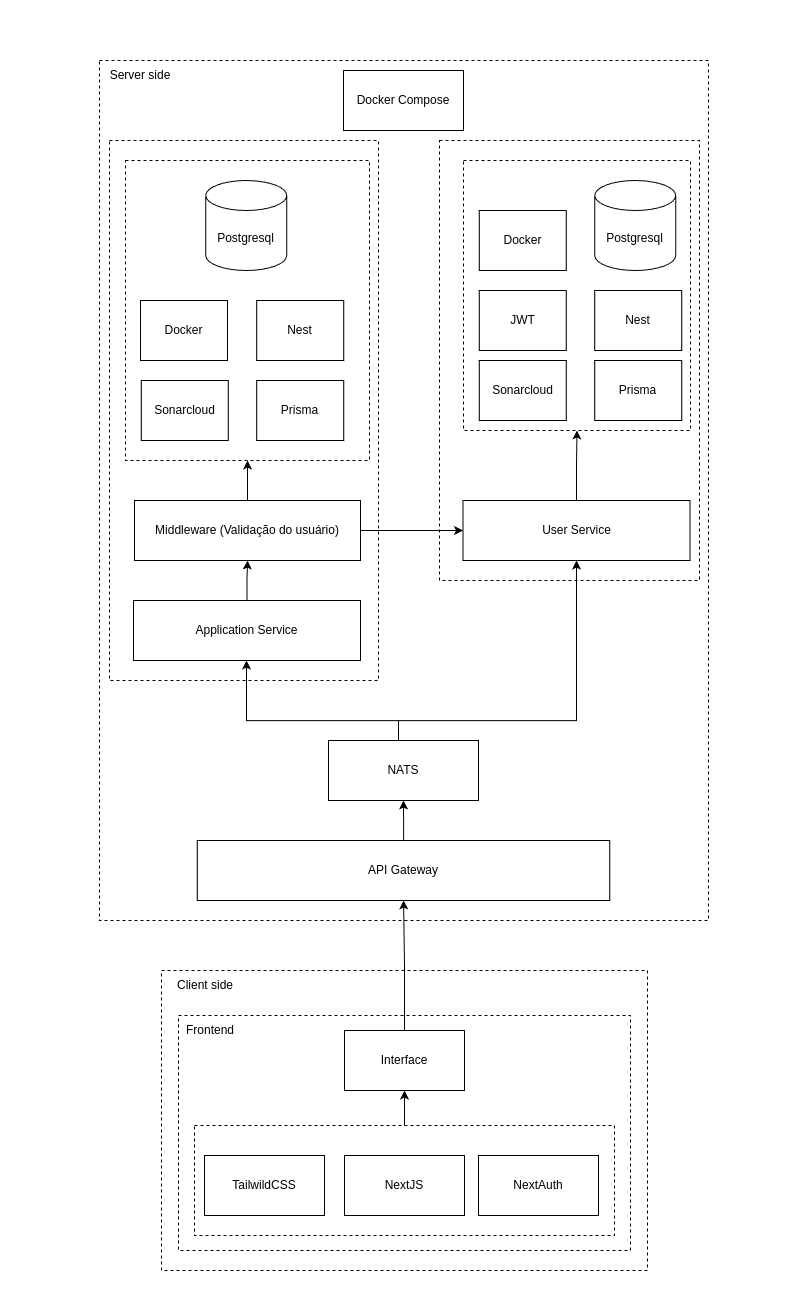 Server side
Docker Compose
Postgresql
Docker
Nest
Sonarcloud
Prisma
Docker
Postgresql
JWT
Nest
Sonarcloud
Prisma
Middleware (Validação do usuário)
User Service
Application Service
NATS
API Gateway
Client side
Frontend
Interface
TailwildCSS
NextJS
NextAuth